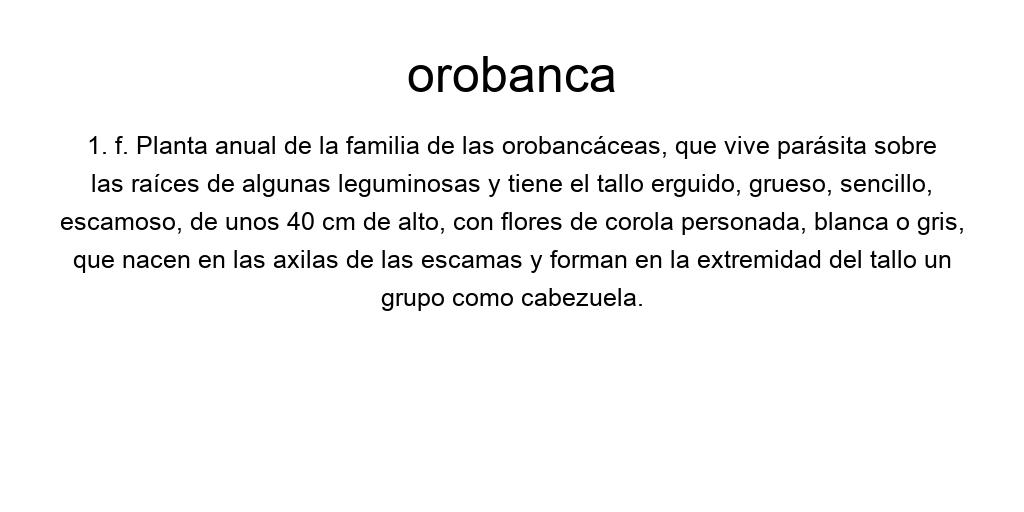 orobanca
1. f. Planta anual de la familia de las orobancáceas, que vive parásita sobre
las raíces de algunas leguminosas y tiene el tallo erguido, grueso, sencillo,
escamoso, de unos 40 cm de alto, con flores de corola personada, blanca o gris,
que nacen en las axilas de las escamas y forman en la extremidad del tallo un
grupo como cabezuela.